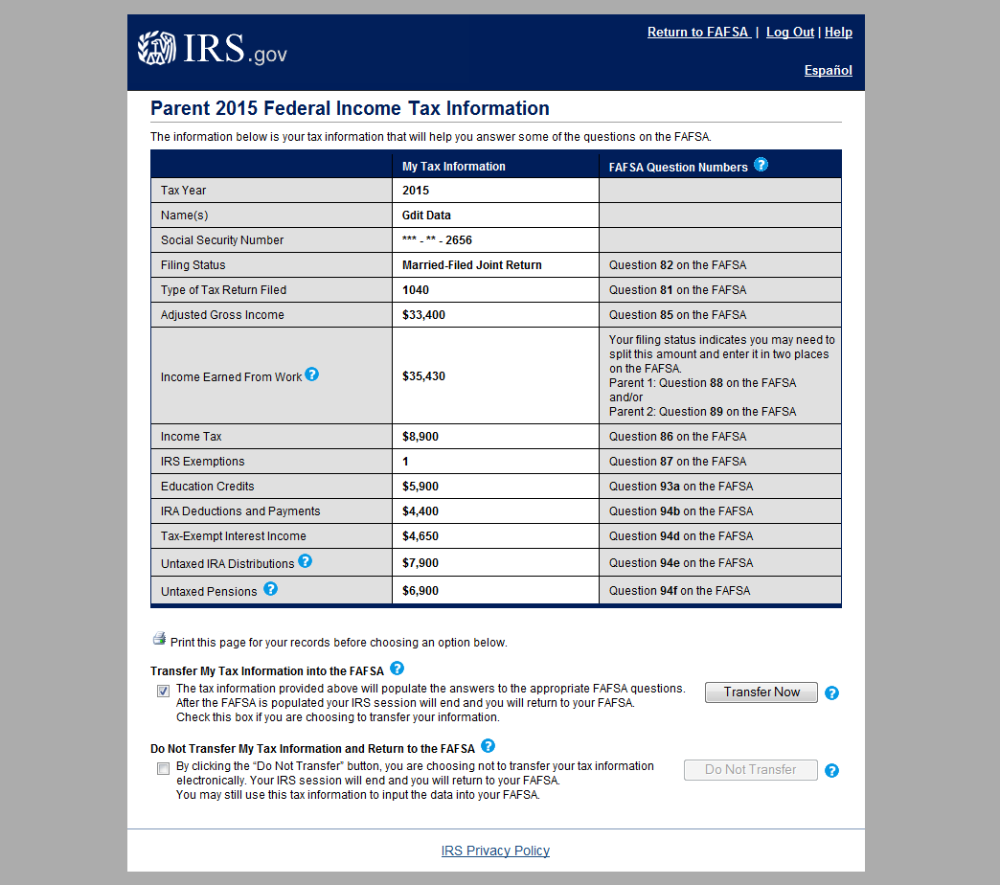 IRS.gov
Return to FAFSA | Log Out | Help
Español
Parent 2015 Federal Income Tax Information
The information below is your tax information that will help you answer some of the questions on the FAFSA.
My Tax Information FAFSA Question Numbers ?
Tax Year 2015
Name(s) Gdit Data
Social Security Number *** - ** - 2656
Filing Status Married-Filed Joint Return Question 82 on the FAFSA
Type of Tax Return Filed 1040 Question 81 on the FAFSA
Adjusted Gross Income $33,400 Question 85 on the FAFSA
Income Earned From Work ? $35,430
Your filing status indicates you may need to
split this amount and enter it in two places
on the FAFSA.
Parent 1: Question 88 on the FAFSA
and/or
Parent 2: Question 89 on the FAFSA
Income Tax $8,900 Question 86 on the FAFSA
IRS Exemptions 1 Question 87 on the FAFSA
Education Credits $5,900 Question 93a on the FAFSA
IRA Deductions and Payments $4,400 Question 94b on the FAFSA
Tax-Exempt Interest Income $4,650 Question 94d on the FAFSA
Untaxed IRA Distributions ? $7,900 Question 94e on the FAFSA
Untaxed Pensions ? $6,900 Question 94f on the FAFSA
Print this page for your records before choosing an option below.
Transfer My Tax Information into the FAFSA ?
The tax information provided above will populate the answers to the appropriate FAFSA questions.
After the FAFSA is populated your IRS session will end and you will return to your FAFSA.
Check this box if you are choosing to transfer your information.
Transfer Now ?
Do Not Transfer My Tax Information and Return to the FAFSA ?
By clicking the “Do Not Transfer” button, you are choosing not to transfer your tax information
electronically. Your IRS session will end and you will return to your FAFSA.
You may still use this tax information to input the data into your FAFSA.
Do Not Transfer ?
IRS Privacy Policy